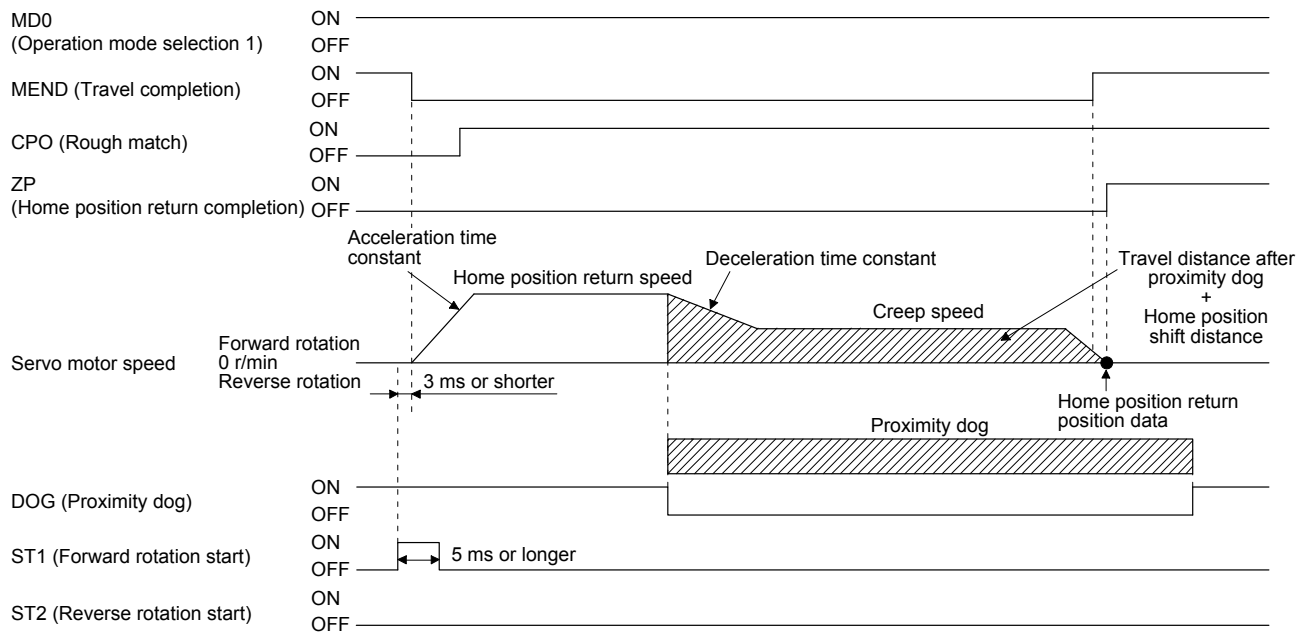 MD0
(Operation mode selection 1)
ON
OFF
MEND (Travel completion)
ON
OFF
CPO (Rough match)
ON
OFF
ZP
(Home position return completion)
ON
OFF
Acceleration time
constant
Home position return speed
Deceleration time constant
Creep speed
Travel distance after
proximity dog
+
Home position
shift distance
Servo motor speed
Forward rotation
0 r/min
Reverse rotation
3 ms or shorter
Home position return
position data
Proximity dog
DOG (Proximity dog)
ON
OFF
ST1 (Forward rotation start)
ON
OFF
5 ms or longer
ST2 (Reverse rotation start)
ON
OFF